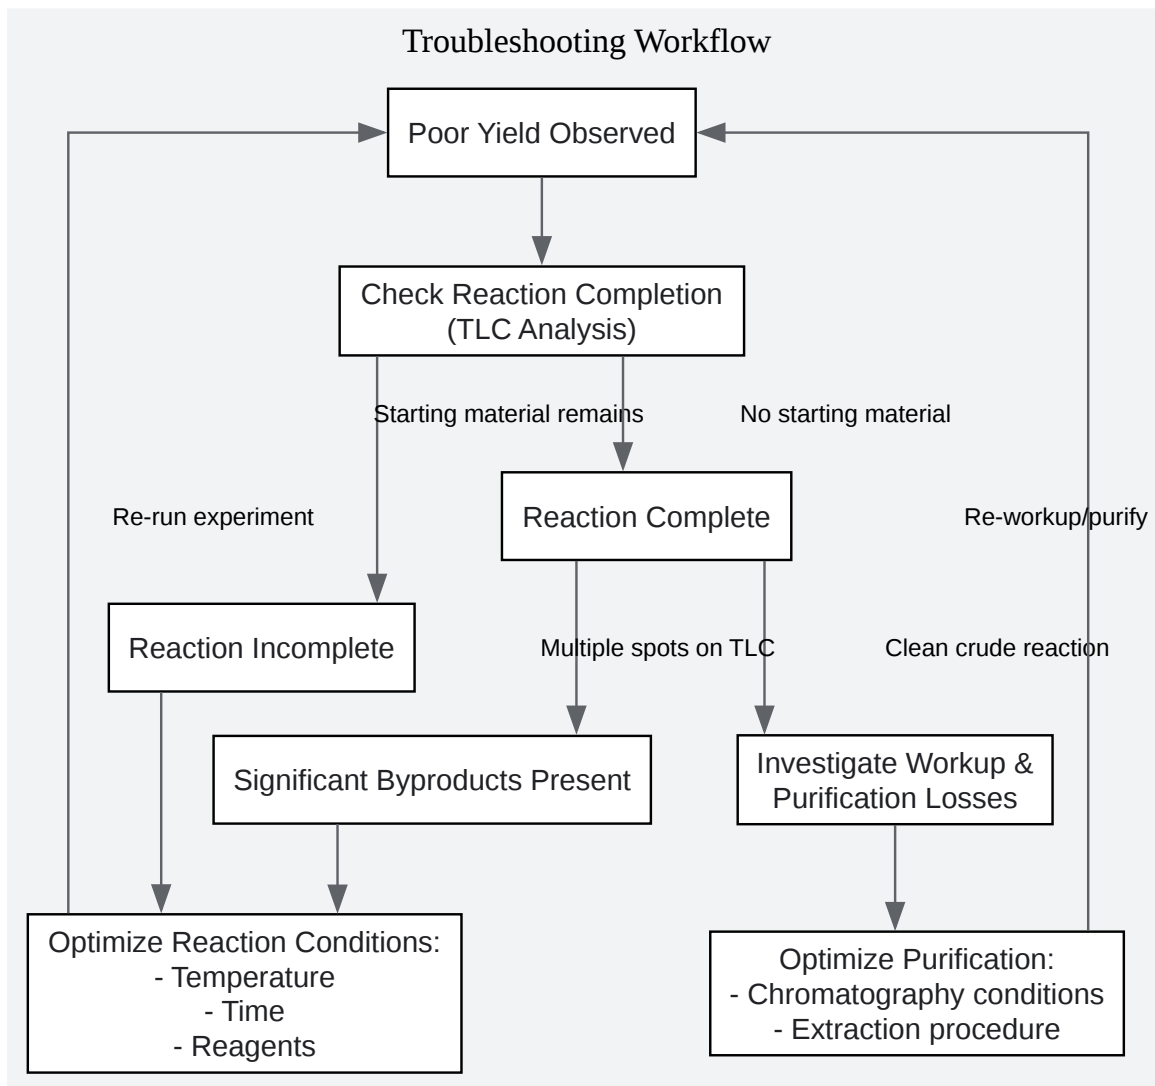 Troubleshooting Workflow
Poor Yield Observed
Check Reaction Completion
(TLC Analysis)
Starting material remains
No starting material
Re-run experiment
Reaction Complete
Re-workup/purify
Reaction Incomplete
Multiple spots on TLC
Clean crude reaction
Significant Byproducts Present
Investigate Workup &
Purification Losses
Optimize Reaction Conditions:
- Temperature
- Time
- Reagents
Optimize Purification:
- Chromatography conditions
- Extraction procedure